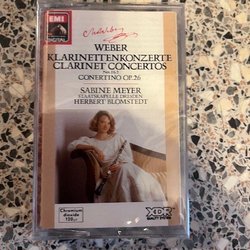 EMI
DIGITAL
WEBER
KLARINETTENKONZERTE
CLARINET CONCERTOS
CONCERTINO OP. 26
SABINE MEYER
STAATSKAPELLE DRESDEN
HERBERT BLOMSTEDT
Chromium
dioxide
XDR